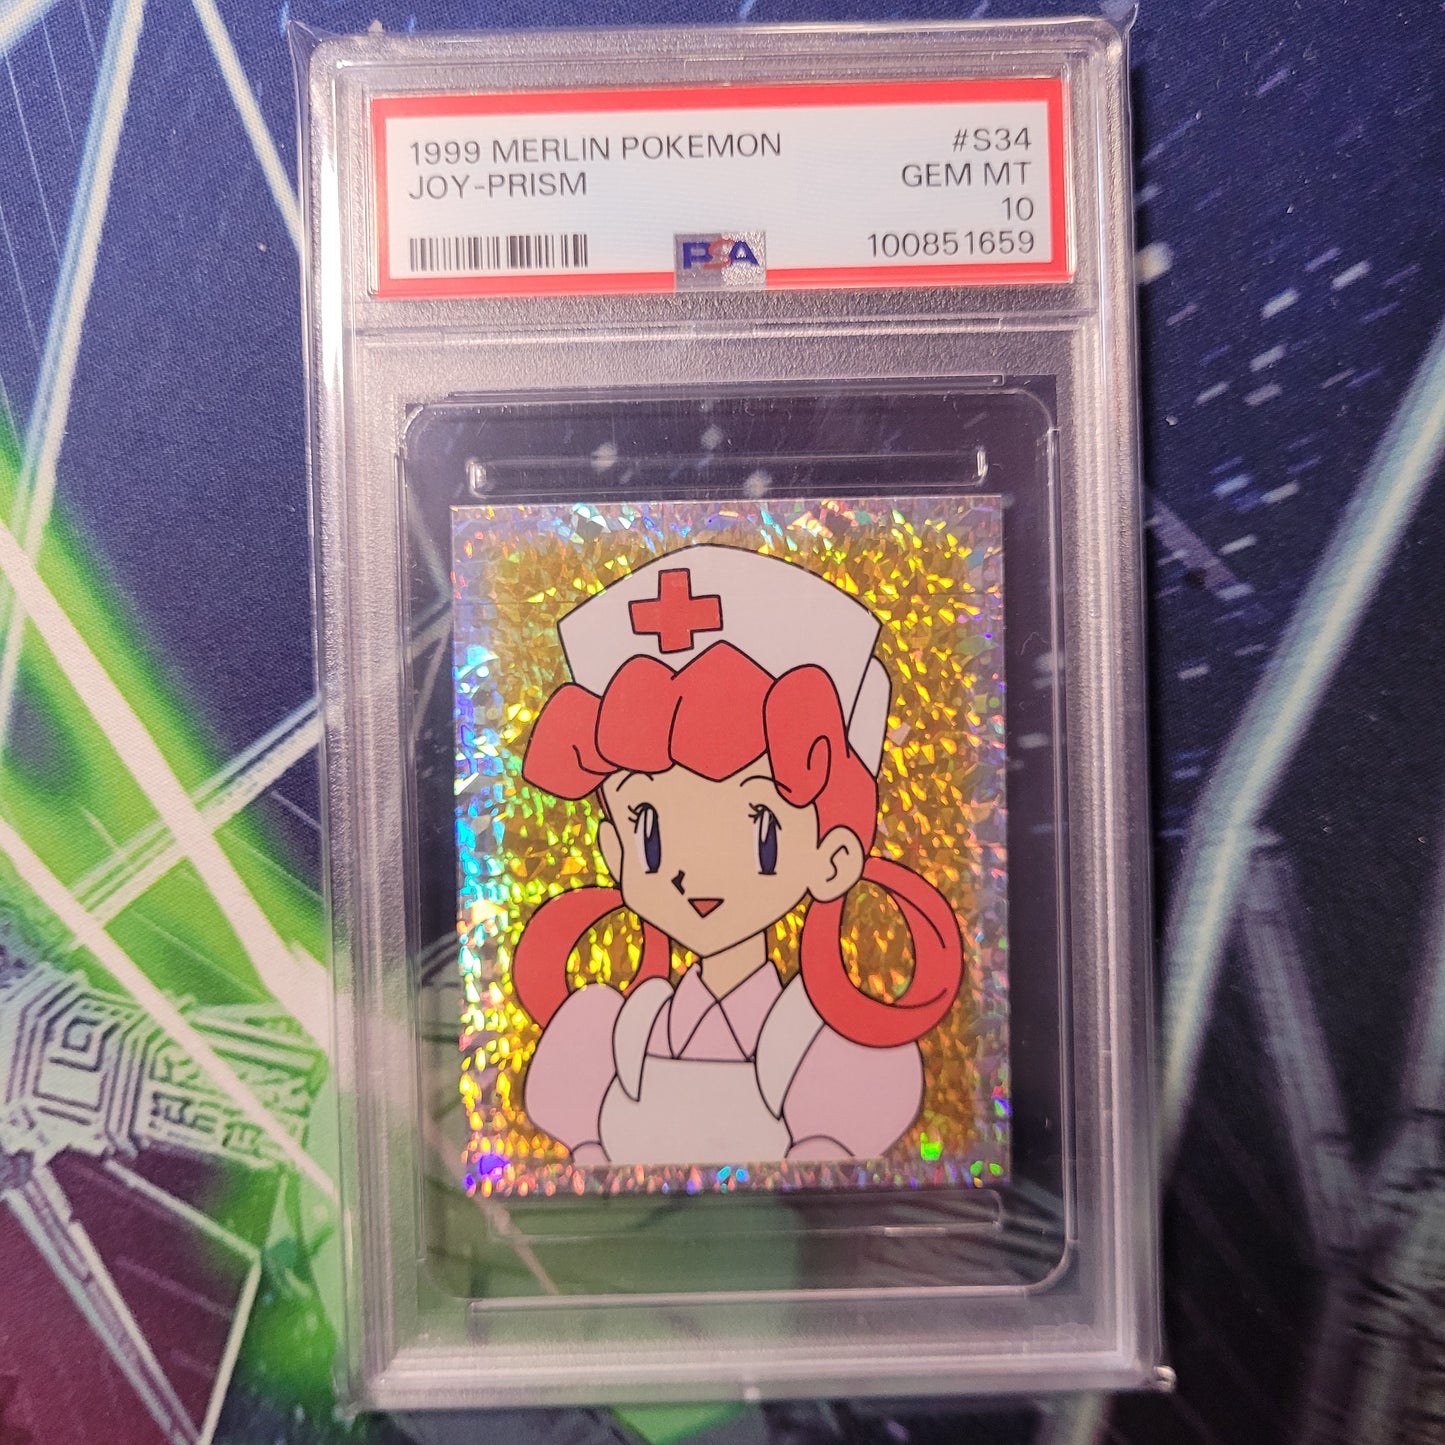 1999 MERLIN POKEMON #S34
JOY-PRISM GEM MT
10
PSA 100851659